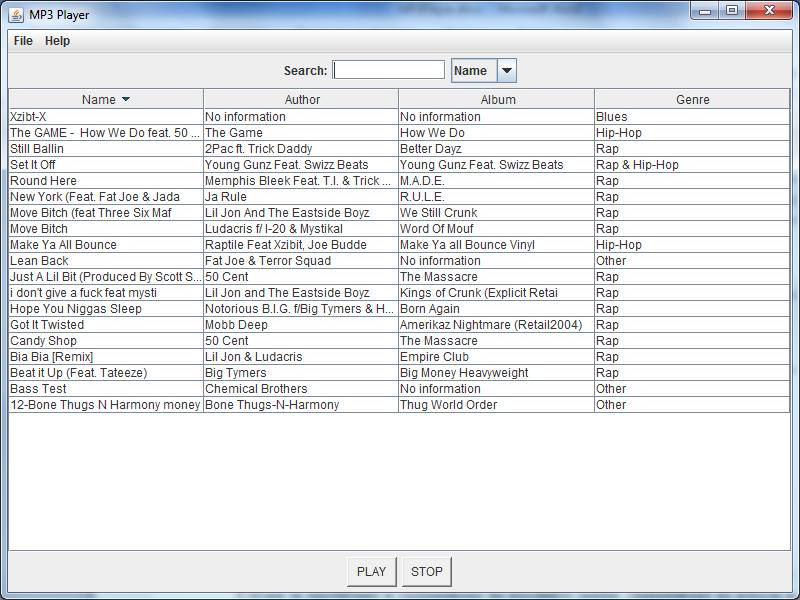 MP3 Player
File Help
Search: Name
Name Author Album Genre
Xzibt-X No information No information Blues
The GAME - How We Do feat. 50 ... The Game How We Do Hip-Hop
Still Ballin 2Pac ft. Trick Daddy Better Dayz Rap
Set It Off Young Gunz Feat. Swizz Beats Young Gunz Feat. Swizz Beats Rap & Hip-Hop
Round Here Memphis Bleek Feat. T.I. & Trick ... M.A.D.E. Rap
New York (Feat. Fat Joe & Jada Ja Rule R.U.L.E. Rap
Move Bitch (feat Three Six Maf Lil Jon And The Eastside Boyz We Still Crunk Rap
Move Bitch Ludacris f/ I-20 & Mystikal Word Of Mouf Rap
Make Ya All Bounce Raptile Feat Xzibit, Joe Budde Make Ya all Bounce Vinyl Hip-Hop
Lean Back Fat Joe & Terror Squad No information Other
Just A Lil Bit (Produced By Scott S... 50 Cent The Massacre Rap
i don't give a fuck feat mysti Lil Jon and The Eastside Boyz Kings of Crunk (Explicit Retai Rap
Hope You Niggas Sleep Notorious B.I.G. f/Big Tymers & H... Born Again Rap
Got It Twisted Mobb Deep Amerikaz Nightmare (Retail2004) Rap
Candy Shop 50 Cent The Massacre Rap
Bia Bia [Remix] Lil Jon & Ludacris Empire Club Rap
Beat it Up (Feat. Tateeze) Big Tymers Big Money Heavyweight Rap
Bass Test Chemical Brothers No information Other
12-Bone Thugs N Harmony money Bone Thugs-N-Harmony Thug World Order Other
PLAY STOP